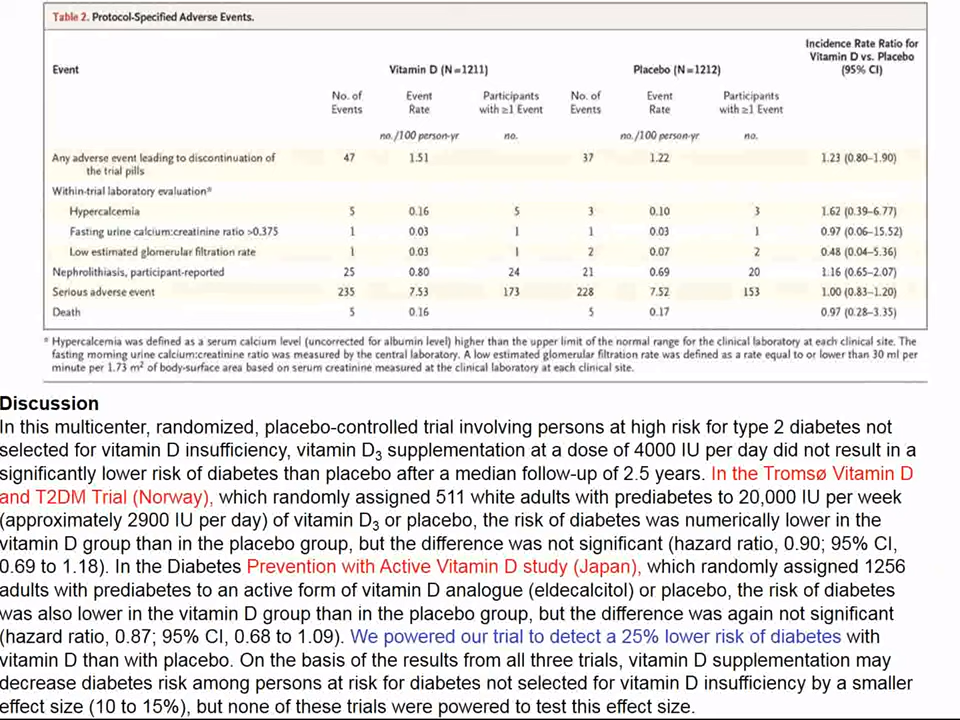 Table 2. Protocol-Specified Adverse Events.
Event Vitamin D (N=1211) Placebo (N=1212) Incidence Rate Ratio for Vitamin D vs. Placebo (95% CI)
No. of Events Event Rate Participants with ≥1 Event No. of Events Event Rate Participants with ≥1 Event
no./100 person-yr no. no./100 person-yr no.
Any adverse event leading to discontinuation of the trial pills 47 1.51 37 1.22 1.23 (0.80–1.90)
Within-trial laboratory evaluation*
Hypercalcemia 5 0.16 5 3 0.10 3 1.62 (0.39–6.77)
Fasting urine calcium:creatinine ratio >0.375 1 0.03 1 1 0.03 1 0.97 (0.06–15.52)
Low estimated glomerular filtration rate 1 0.03 1 2 0.07 2 0.48 (0.04–5.36)
Nephrolithiasis, participant-reported 25 0.80 24 21 0.69 20 1.16 (0.65–2.07)
Serious adverse event 235 7.53 173 228 7.52 153 1.00 (0.83–1.20)
Death 5 0.16 5 0.17 0.97 (0.28–3.35)
* Hypercalcemia was defined as a serum calcium level (uncorrected for albumin level) higher than the upper limit of the normal range for the clinical laboratory at each clinical site. The
fasting morning urine calcium:creatinine ratio was measured by the central laboratory. A low estimated glomerular filtration rate was defined as a rate equal to or lower than 30 ml per
minute per 1.73 m² of body-surface area based on serum creatinine measured at the clinical laboratory at each clinical site.
Discussion
In this multicenter, randomized, placebo-controlled trial involving persons at high risk for type 2 diabetes not
selected for vitamin D insufficiency, vitamin D₃ supplementation at a dose of 4000 IU per day did not result in a
significantly lower risk of diabetes than placebo after a median follow-up of 2.5 years. In the Tromsø Vitamin D
and T2DM Trial (Norway), which randomly assigned 511 white adults with prediabetes to 20,000 IU per week
(approximately 2900 IU per day) of vitamin D₃ or placebo, the risk of diabetes was numerically lower in the
vitamin D group than in the placebo group, but the difference was not significant (hazard ratio, 0.90; 95% CI,
0.69 to 1.18). In the Diabetes Prevention with Active Vitamin D study (Japan), which randomly assigned 1256
adults with prediabetes to an active form of vitamin D analogue (eldecalcitol) or placebo, the risk of diabetes
was also lower in the vitamin D group than in the placebo group, but the difference was again not significant
(hazard ratio, 0.87; 95% CI, 0.68 to 1.09). We powered our trial to detect a 25% lower risk of diabetes with
vitamin D than with placebo. On the basis of the results from all three trials, vitamin D supplementation may
decrease diabetes risk among persons at risk for diabetes not selected for vitamin D insufficiency by a smaller
effect size (10 to 15%), but none of these trials were powered to test this effect size.